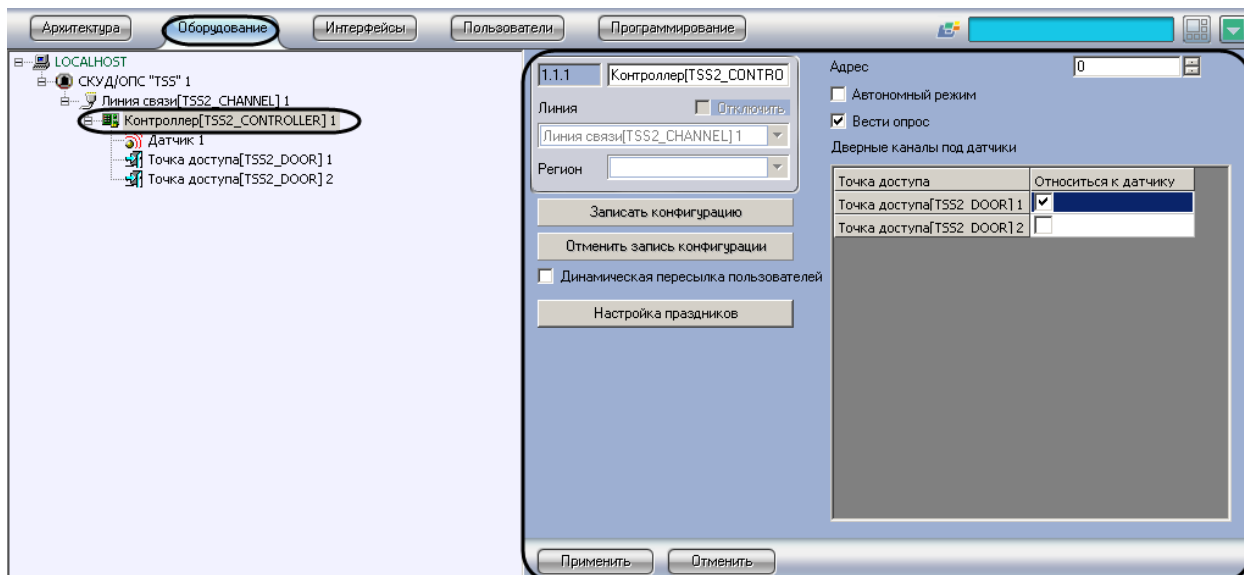 Архитектура Оборудование Интерфейсы Пользователи Программирование
LOCALHOST
СКУД/ОПС "TSS" 1
Линия связи[TSS2_CHANNEL] 1
Контроллер[TSS2_CONTROLLER] 1
Датчик 1
Точка доступа[TSS2_DOOR] 1
Точка доступа[TSS2_DOOR] 2
1.1.1 Контроллер[TSS2_CONTRO
Линия Отключить
Линия связи[TSS2_CHANNEL] 1
Регион
Записать конфигурацию
Отменить запись конфигурации
Динамическая пересылка пользователей
Настройка праздников
Адрес 0
Автономный режим
Вести опрос
Дверные каналы под датчики
Точка доступа Относиться к датчику
Точка доступа[TSS2_DOOR] 1
Точка доступа[TSS2_DOOR] 2
Применить Отменить